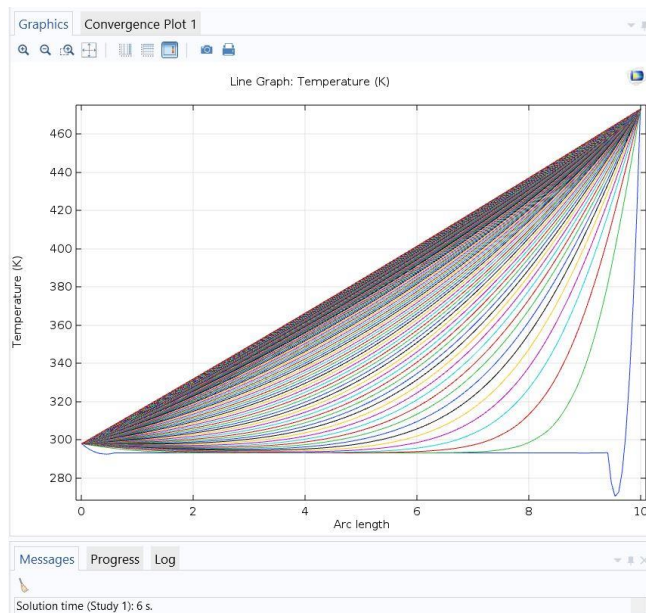 Graphics Convergence Plot 1
Line Graph: Temperature (K)
Temperature (K)
460
440
420
400
380
360
340
320
300
280
0 2 4 6 8 10
Arc length
Messages Progress Log
Solution time (Study 1): 6 s.